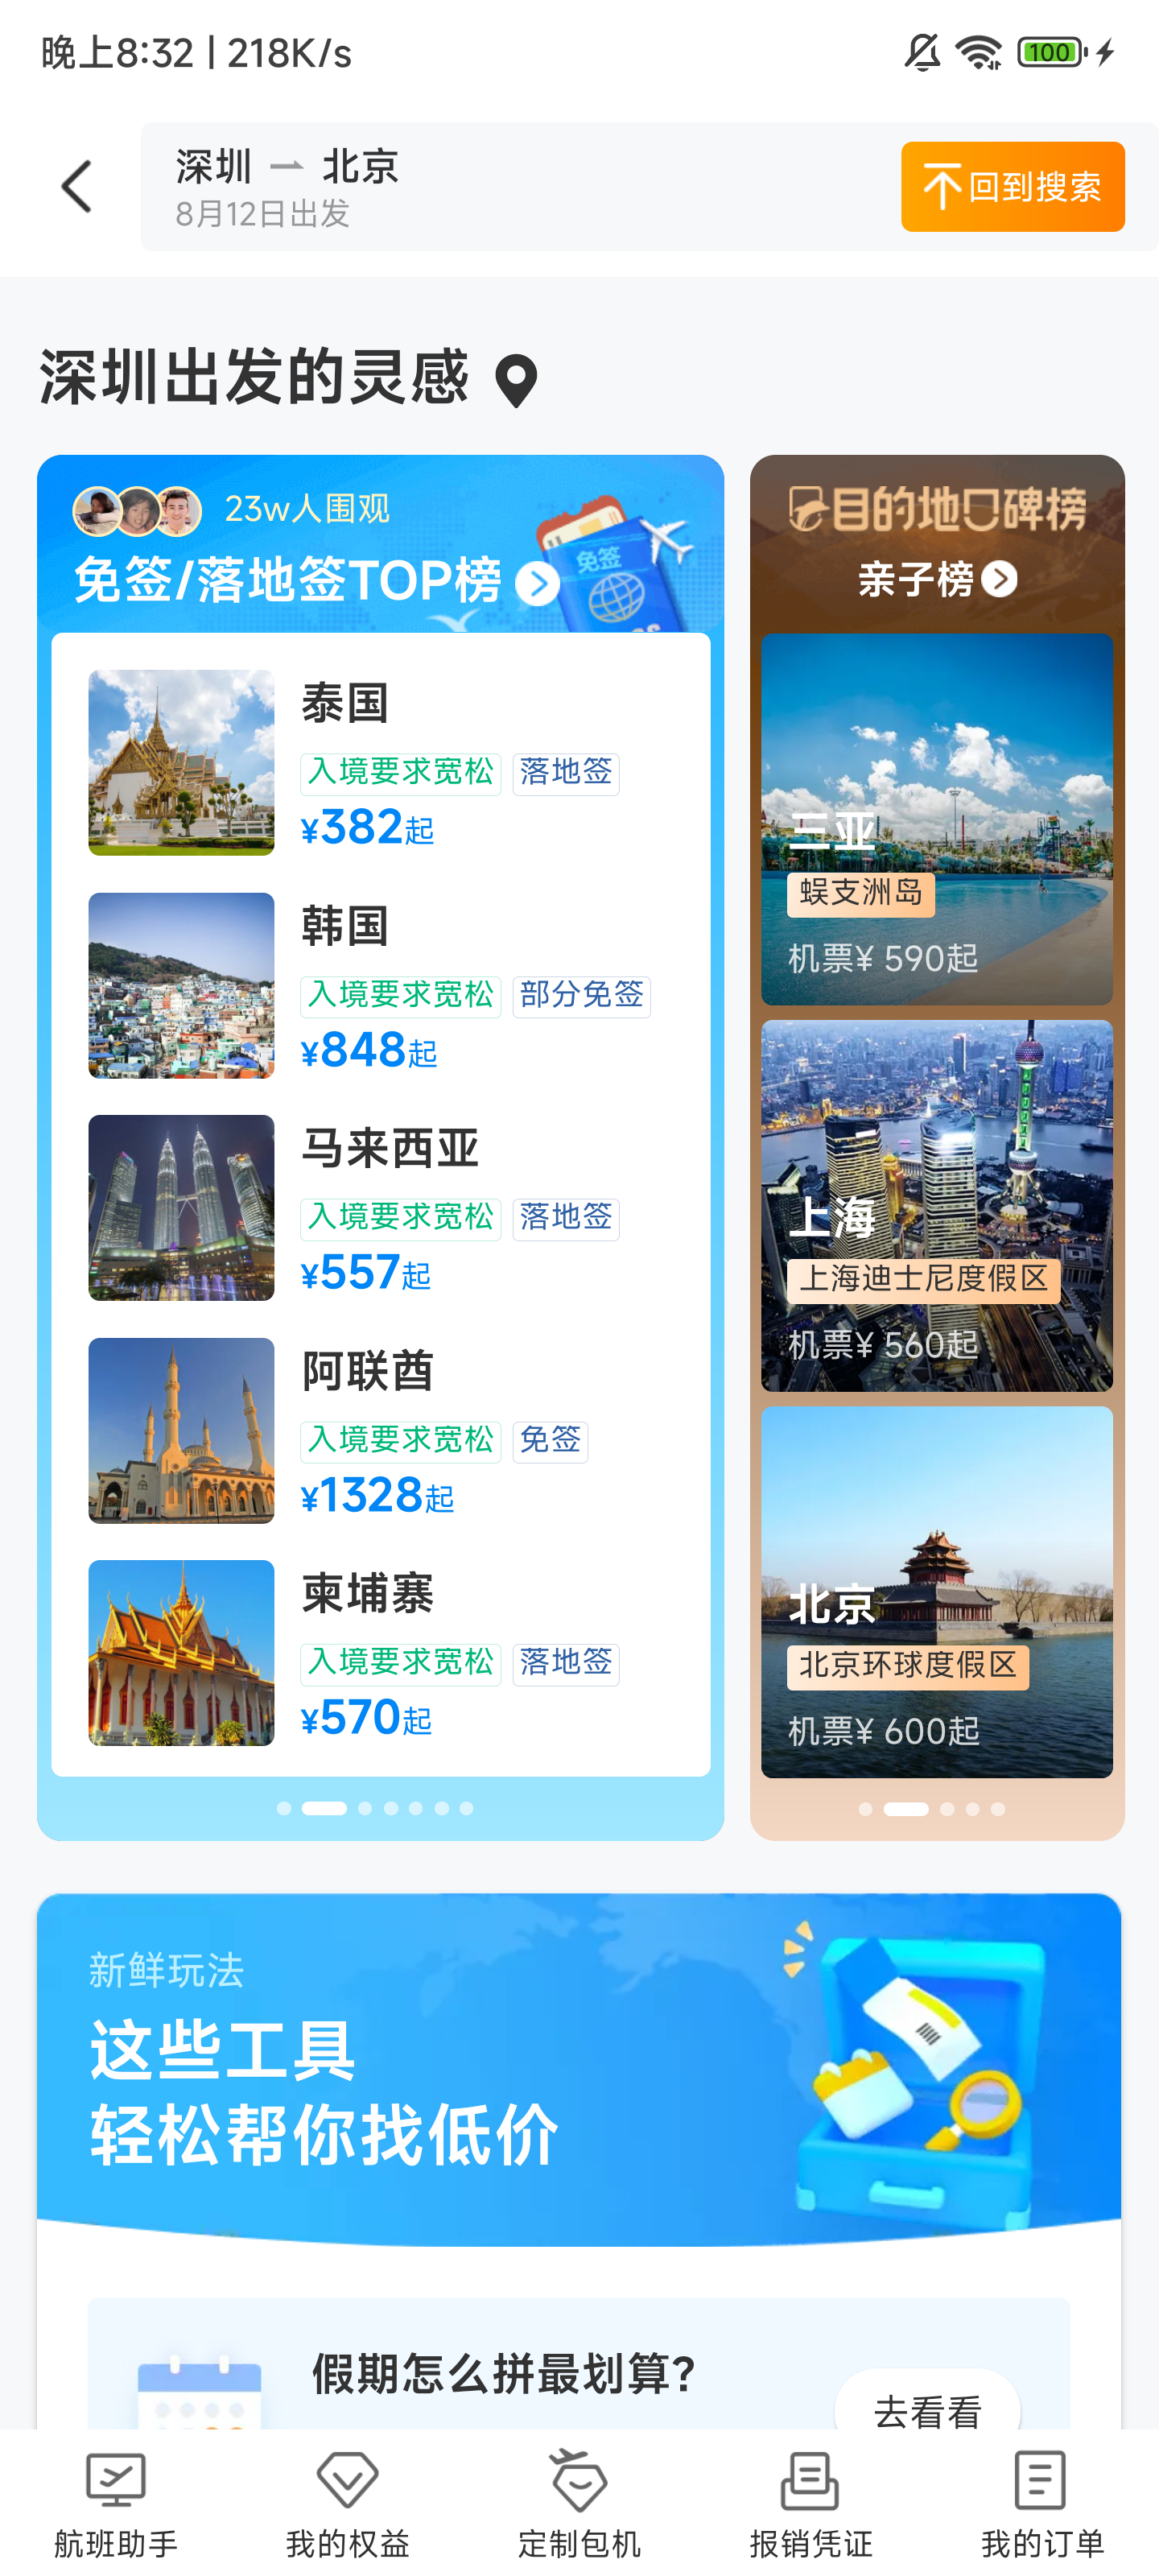 晚上8:32 | 218K/s
100
深圳 北京
8月12日出发
回到搜索
深圳出发的灵感
23w人围观
免签/落地签TOP榜
免签
泰国
入境要求宽松 落地签
¥382起
韩国
入境要求宽松 部分免签
¥848起
马来西亚
入境要求宽松 落地签
¥557起
阿联酋
入境要求宽松 免签
¥1328起
柬埔寨
入境要求宽松 落地签
¥570起
目的地口碑榜
亲子榜
三亚
蜈支洲岛
机票¥ 590起
上海
上海迪士尼度假区
机票¥ 560起
北京
北京环球度假区
机票¥ 600起
新鲜玩法
这些工具
轻松帮你找低价
假期怎么拼最划算?
去看看
航班助手 我的权益 定制包机 报销凭证 我的订单